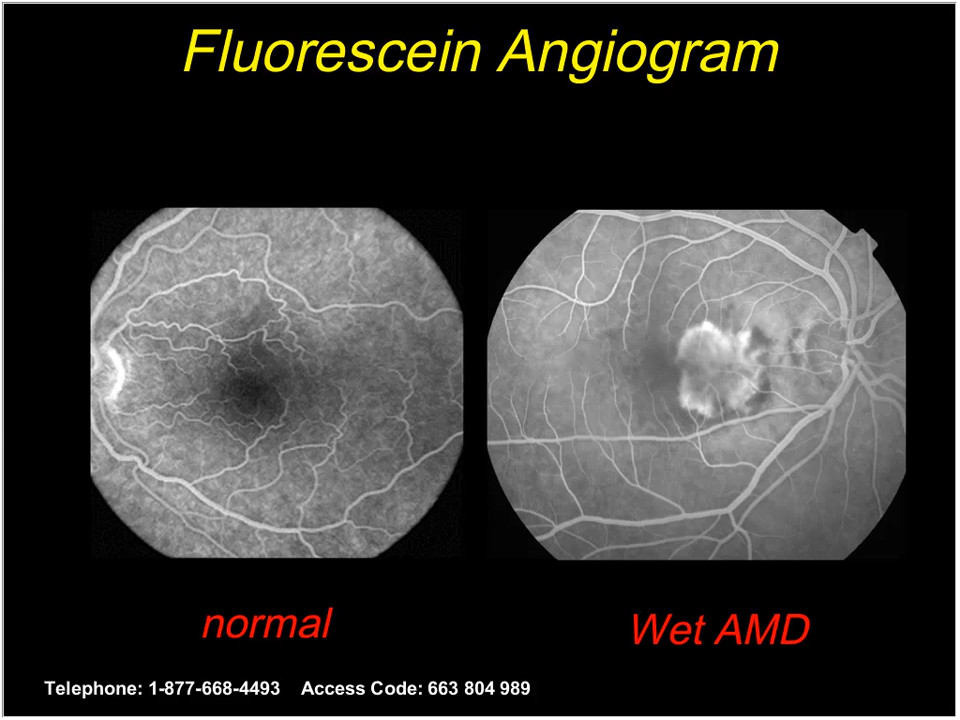 Fluorescein Angiogram
normal
Wet AMD
Telephone: 1-877-668-4493 Access Code: 663 804 989